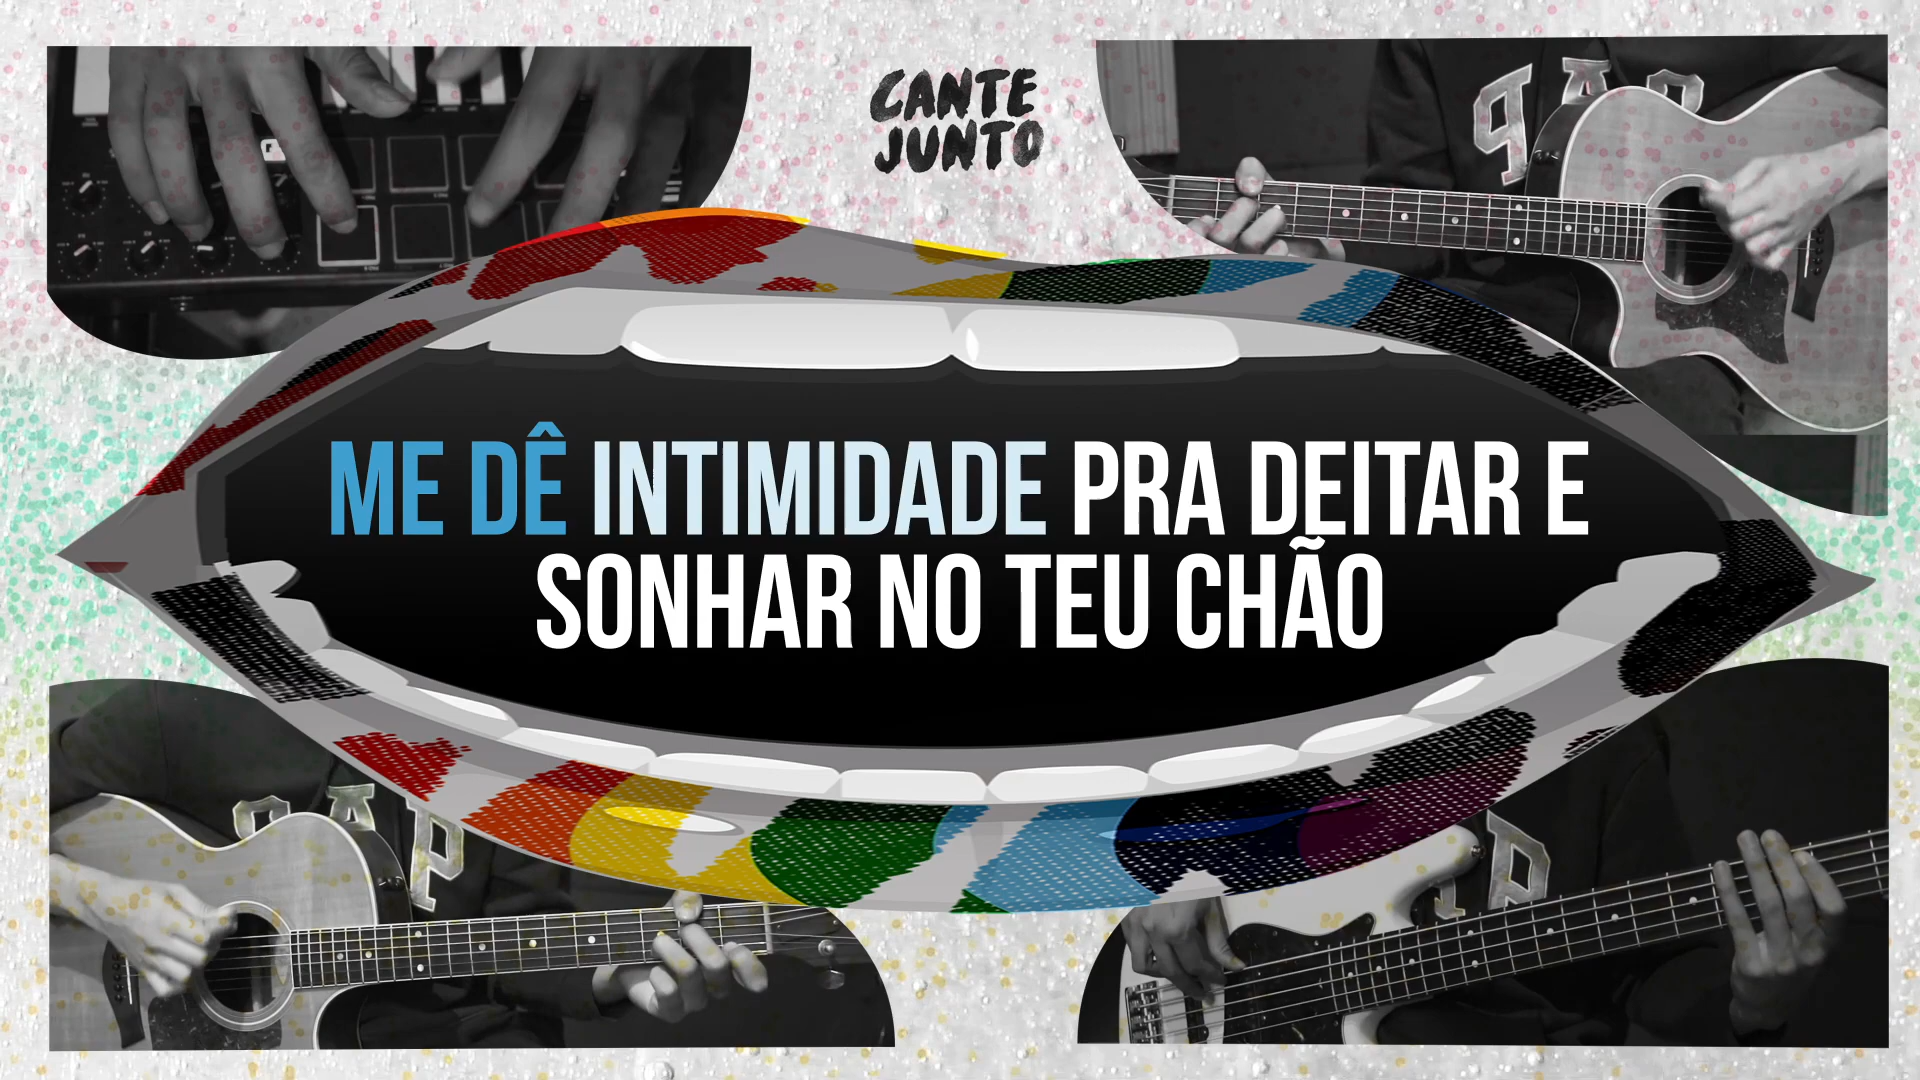 CANTE
JUNTO
ME DÊ INTIMIDADE PRA DEITAR E
SONHAR NO TEU CHÃO